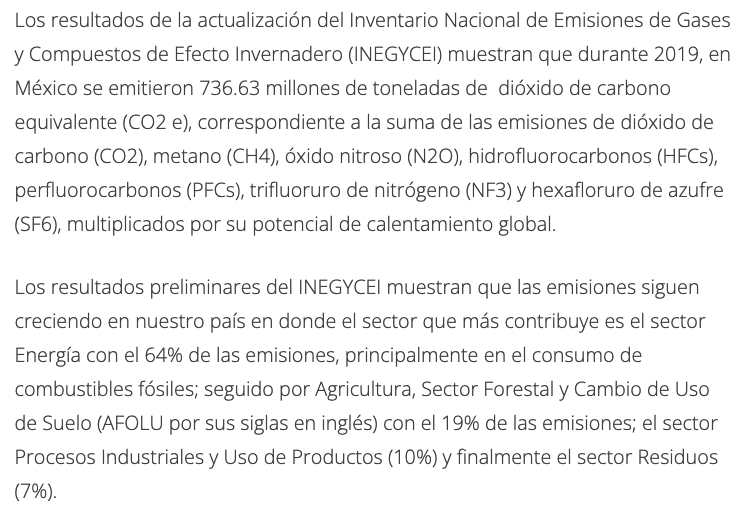 Los resultados de la actualización del Inventario Nacional de Emisiones de Gases
y Compuestos de Efecto Invernadero (INEGYCEI) muestran que durante 2019, en
México se emitieron 736.63 millones de toneladas de  dióxido de carbono
equivalente (CO2 e), correspondiente a la suma de las emisiones de dióxido de
carbono (CO2), metano (CH4), óxido nitroso (N2O), hidrofluorocarbonos (HFCs),
perfluorocarbonos (PFCs), trifluoruro de nitrógeno (NF3) y hexafloruro de azufre
(SF6), multiplicados por su potencial de calentamiento global.
Los resultados preliminares del INEGYCEI muestran que las emisiones siguen
creciendo en nuestro país en donde el sector que más contribuye es el sector
Energía con el 64% de las emisiones, principalmente en el consumo de
combustibles fósiles; seguido por Agricultura, Sector Forestal y Cambio de Uso
de Suelo (AFOLU por sus siglas en inglés) con el 19% de las emisiones; el sector
Procesos Industriales y Uso de Productos (10%) y finalmente el sector Residuos
(7%).